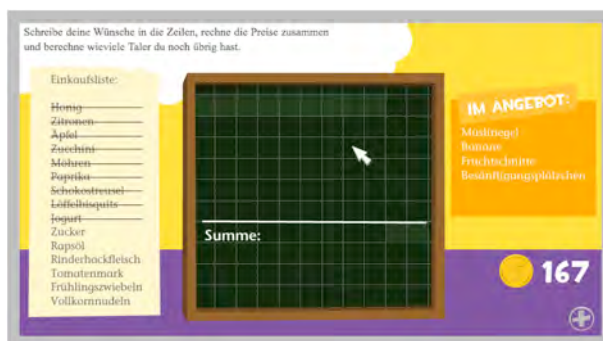 Schreibe deine Wünsche in die Zeilen, rechne die Preise zusammen
und berechne wieviele Taler du noch übrig hast.
Einkaufsliste:
Honig
Zitronen
Äpfel
Zucchini
Möhren
Paprika
Schokostreusel
Löffelbisquits
Jogurt
Zucker
Rapsöl
Rinderhackfleisch
Tomatenmark
Frühlingszwiebeln
Vollkornnudeln
Summe:
IM ANGEBOT:
Müsliriegel
Banane
Fruchtschnitte
Besänftigungsplätzchen
167